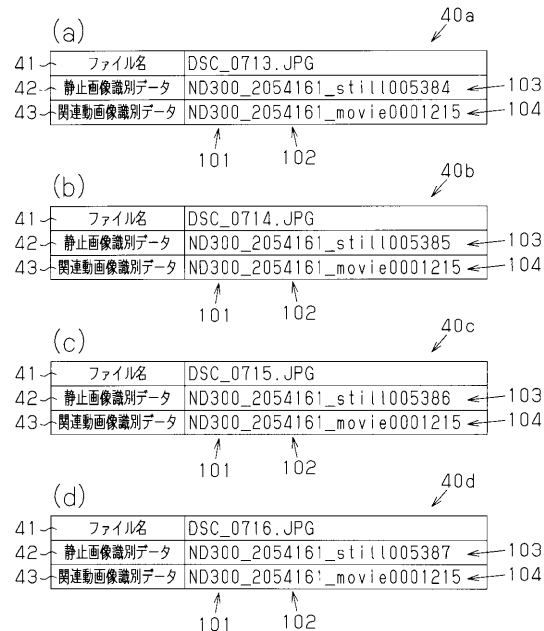 (a)
40a
41 ファイル名 DSC_0713.JPG
42 静止画像識別データ ND300_2054161_still005384 103
43 関連動画像識別データ ND300_2054161_movie0001215 104
101 102
(b)
40b
41 ファイル名 DSC_0714.JPG
42 静止画像識別データ ND300_2054161_still005385 103
43 関連動画像識別データ ND300_2054161_movie0001215 104
101 102
(c)
40c
41 ファイル名 DSC_0715.JPG
42 静止画像識別データ ND300_2054161_still005386 103
43 関連動画像識別データ ND300_2054161_movie0001215 104
101 102
(d)
40d
41 ファイル名 DSC_0716.JPG
42 静止画像識別データ ND300_2054161_still005387 103
43 関連動画像識別データ ND300_2054161_movie0001215 104
101 102